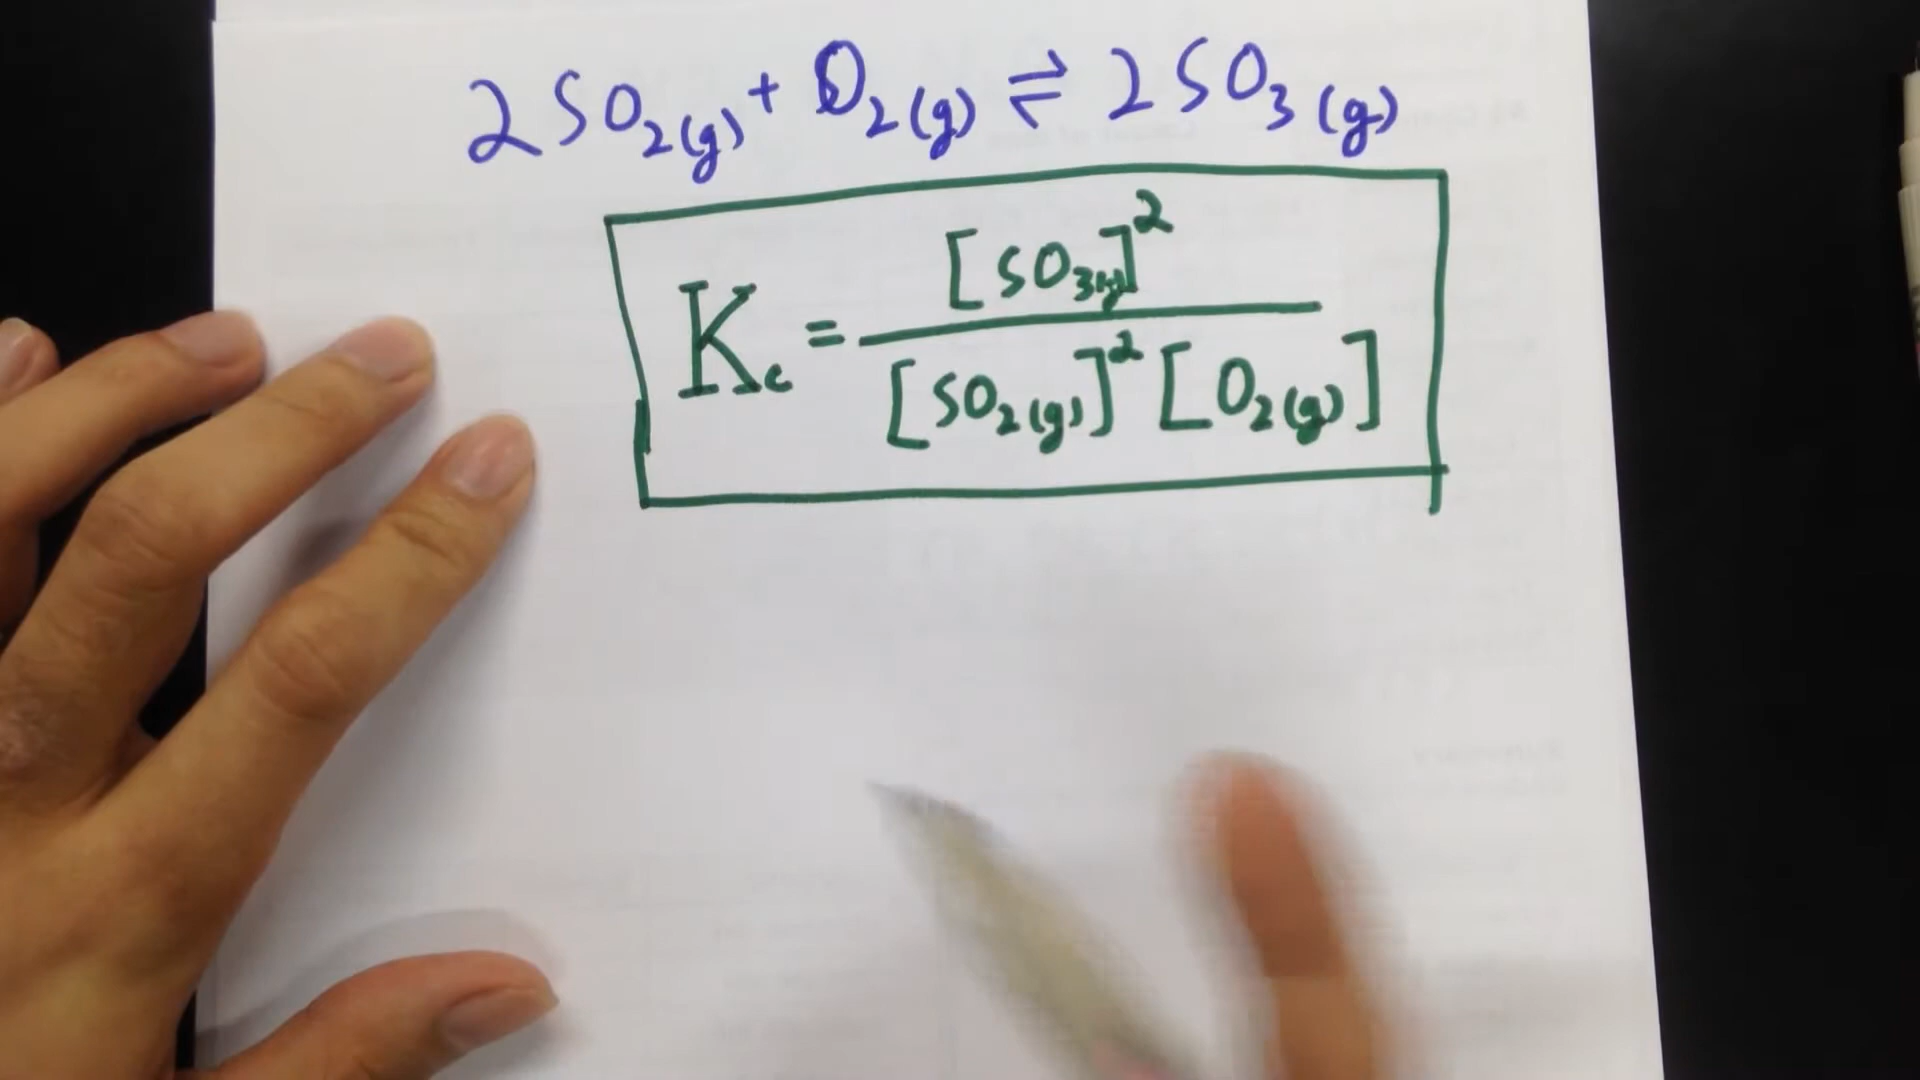 2SO₂(g) + O₂(g) ⇌ 2SO₃(g)
Kc = [SO₃(g)]² / [SO₂(g)]² [O₂(g)]